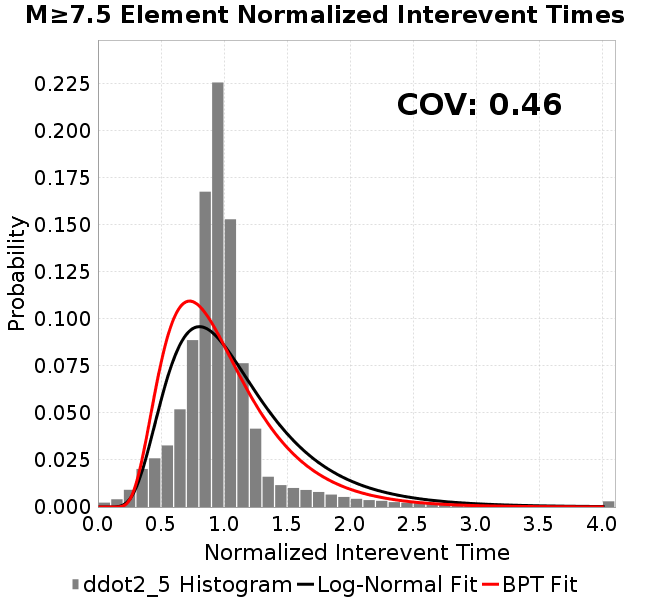 M≥7.5 Element Normalized Interevent Times
COV: 0.46
Probability
0.225
0.200
0.175
0.150
0.125
0.100
0.075
0.050
0.025
0.000
0.0 0.5 1.0 1.5 2.0 2.5 3.0 3.5 4.0
Normalized Interevent Time
ddot2_5 Histogram Log-Normal Fit BPT Fit